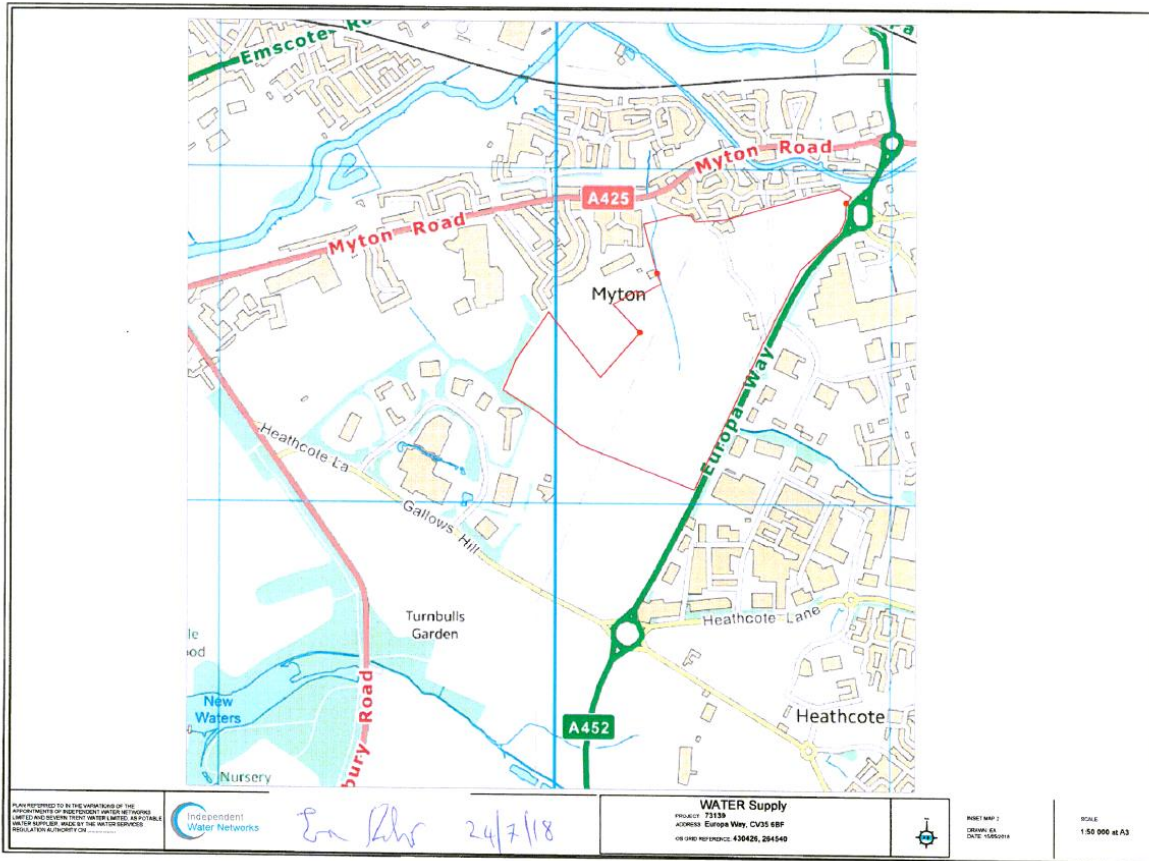 Emscote Ro
Myton Road
A425
Myton Road
Myton
Europa Way
Heathcote La
Gallows Hill
Turnbulls
Garden
Heathcote Lane
le
ood
New
Waters
A452
Heathcote
bury Road
Nursery
PLAN REFERRED TO IN THE VARIATIONS OF THE
APPOINTMENTS OF INDEPENDENT WATER NETWORKS
LIMITED AND SEVERN TRENT WATER LIMITED, AS POTABLE
WATER SUPPLIER, MADE BY THE WATER SERVICES
REGULATION AUTHORITY ON
Independent
Water Networks
24/7/18
WATER Supply
PROJECT: 73139
ADDRESS: Europa Way, CV35 6BF
OS GRID REFERENCE: 430426, 264540
INSET MAP 2
DRAWN: EA
DATE:
SCALE
1:50 000 at A3